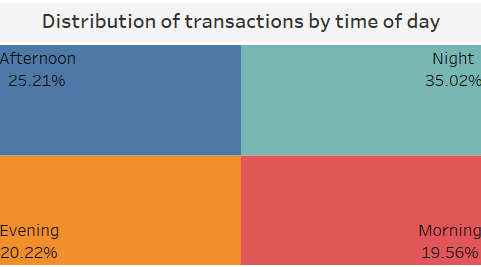 Distribution of transactions by time of day
Afternoon
25.21%
Night
35.02%
Evening
20.22%
Morning
19.56%